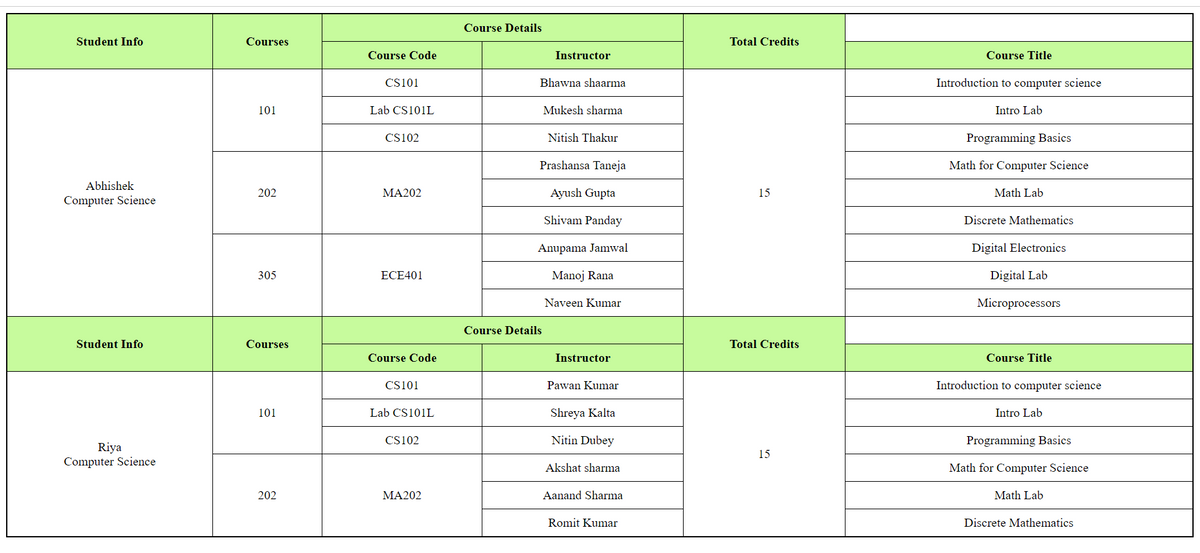 Student Info
Courses
Course Details
Total Credits
Course Code
Instructor
Course Title
Abhishek
Computer Science
101
CS101
Bhawna shaarma
15
Introduction to computer science
Lab CS101L
Mukesh sharma
Intro Lab
CS102
Nitish Thakur
Programming Basics
202
MA202
Prashansa Taneja
Math for Computer Science
Ayush Gupta
Math Lab
Shivam Panday
Discrete Mathematics
305
ECE401
Anupama Jamwal
Digital Electronics
Manoj Rana
Digital Lab
Naveen Kumar
Microprocessors
Student Info
Courses
Course Details
Total Credits
Course Code
Instructor
Course Title
Riya
Computer Science
101
CS101
Pawan Kumar
15
Introduction to computer science
Lab CS101L
Shreya Kalta
Intro Lab
CS102
Nitin Dubey
Programming Basics
202
MA202
Akshat sharma
Math for Computer Science
Aanand Sharma
Math Lab
Romit Kumar
Discrete Mathematics